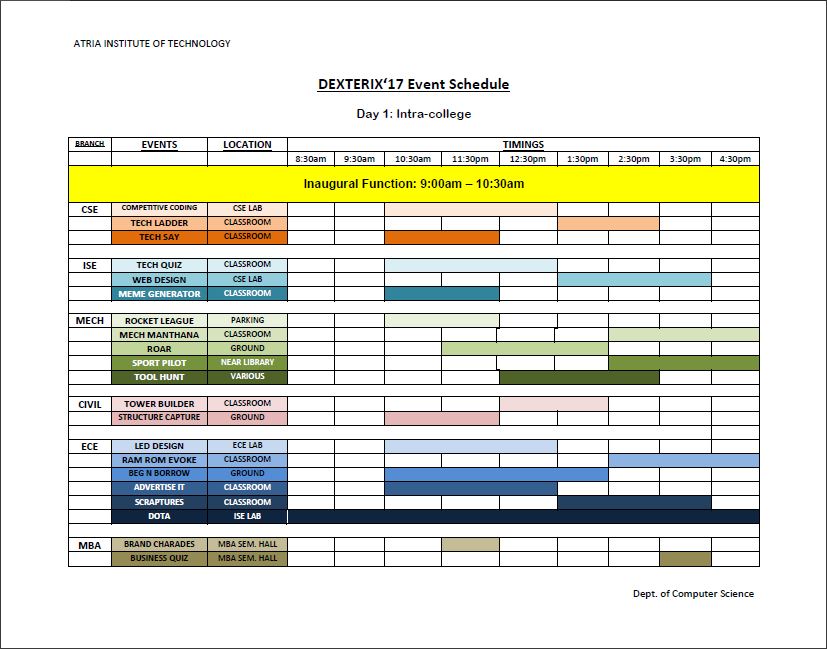 ATRIA INSTITUTE OF TECHNOLOGY
DEXTERIX‘17 Event Schedule
Day 1: Intra-college
BRANCH EVENTS LOCATION TIMINGS
8:30am 9:30am 10:30am 11:30pm 12:30pm 1:30pm 2:30pm 3:30pm 4:30pm
Inaugural Function: 9:00am – 10:30am
CSE COMPETITIVE CODING CSE LAB
TECH LADDER CLASSROOM
TECH SAY CLASSROOM
ISE TECH QUIZ CLASSROOM
WEB DESIGN CSE LAB
MEME GENERATOR CLASSROOM
MECH ROCKET LEAGUE PARKING
MECH MANTHANA CLASSROOM
ROAR GROUND
SPORT PILOT NEAR LIBRARY
TOOL HUNT VARIOUS
CIVIL TOWER BUILDER CLASSROOM
STRUCTURE CAPTURE GROUND
ECE LED DESIGN ECE LAB
RAM ROM EVOKE CLASSROOM
BEG N BORROW GROUND
ADVERTISE IT CLASSROOM
SCRAPTURES CLASSROOM
DOTA ISE LAB
MBA BRAND CHARADES MBA SEM. HALL
BUSINESS QUIZ MBA SEM. HALL
Dept. of Computer Science